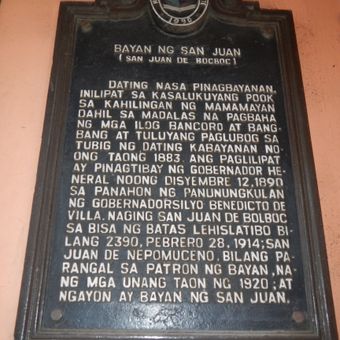 1990
BAYAN NG SAN JUAN
(SAN JUAN DE BOCBOC)
DATING NASA PINAGBAYANAN,
INILIPAT SA KASALUKUYANG POOK
SA KAHILINGAN NG MAMAMAYAN
DAHIL SA MADALAS NA PAGBAHA
NG MGA ILOG BANCORO AT BANG-
BANG AT TULUYANG PAGLUBOG SA
TUBIG NG DATING KABAYANAN NO-
ONG TAONG 1883. ANG PAGLILIPAT
AY PINAGTIBAY NG GOBERNADOR HE-
NERAL NOONG DISYEMBRE 12, 1890
SA PANAHON NG PANUNUNGKULAN
NG GOBERNADORSILYO BENEDICTO DE
VILLA. NAGING SAN JUAN DE BOLBOC
SA BISA NG BATAS LEHISLATIBO BI-
LANG 2390, PEBRERO 28, 1914; SAN
JUAN DE NEPOMUCENO, BILANG PA-
RANGAL SA PATRON NG BAYAN, NA-
NG MGA UNANG TAON NG 1920; AT
NGAYON AY BAYAN NG SAN JUAN.